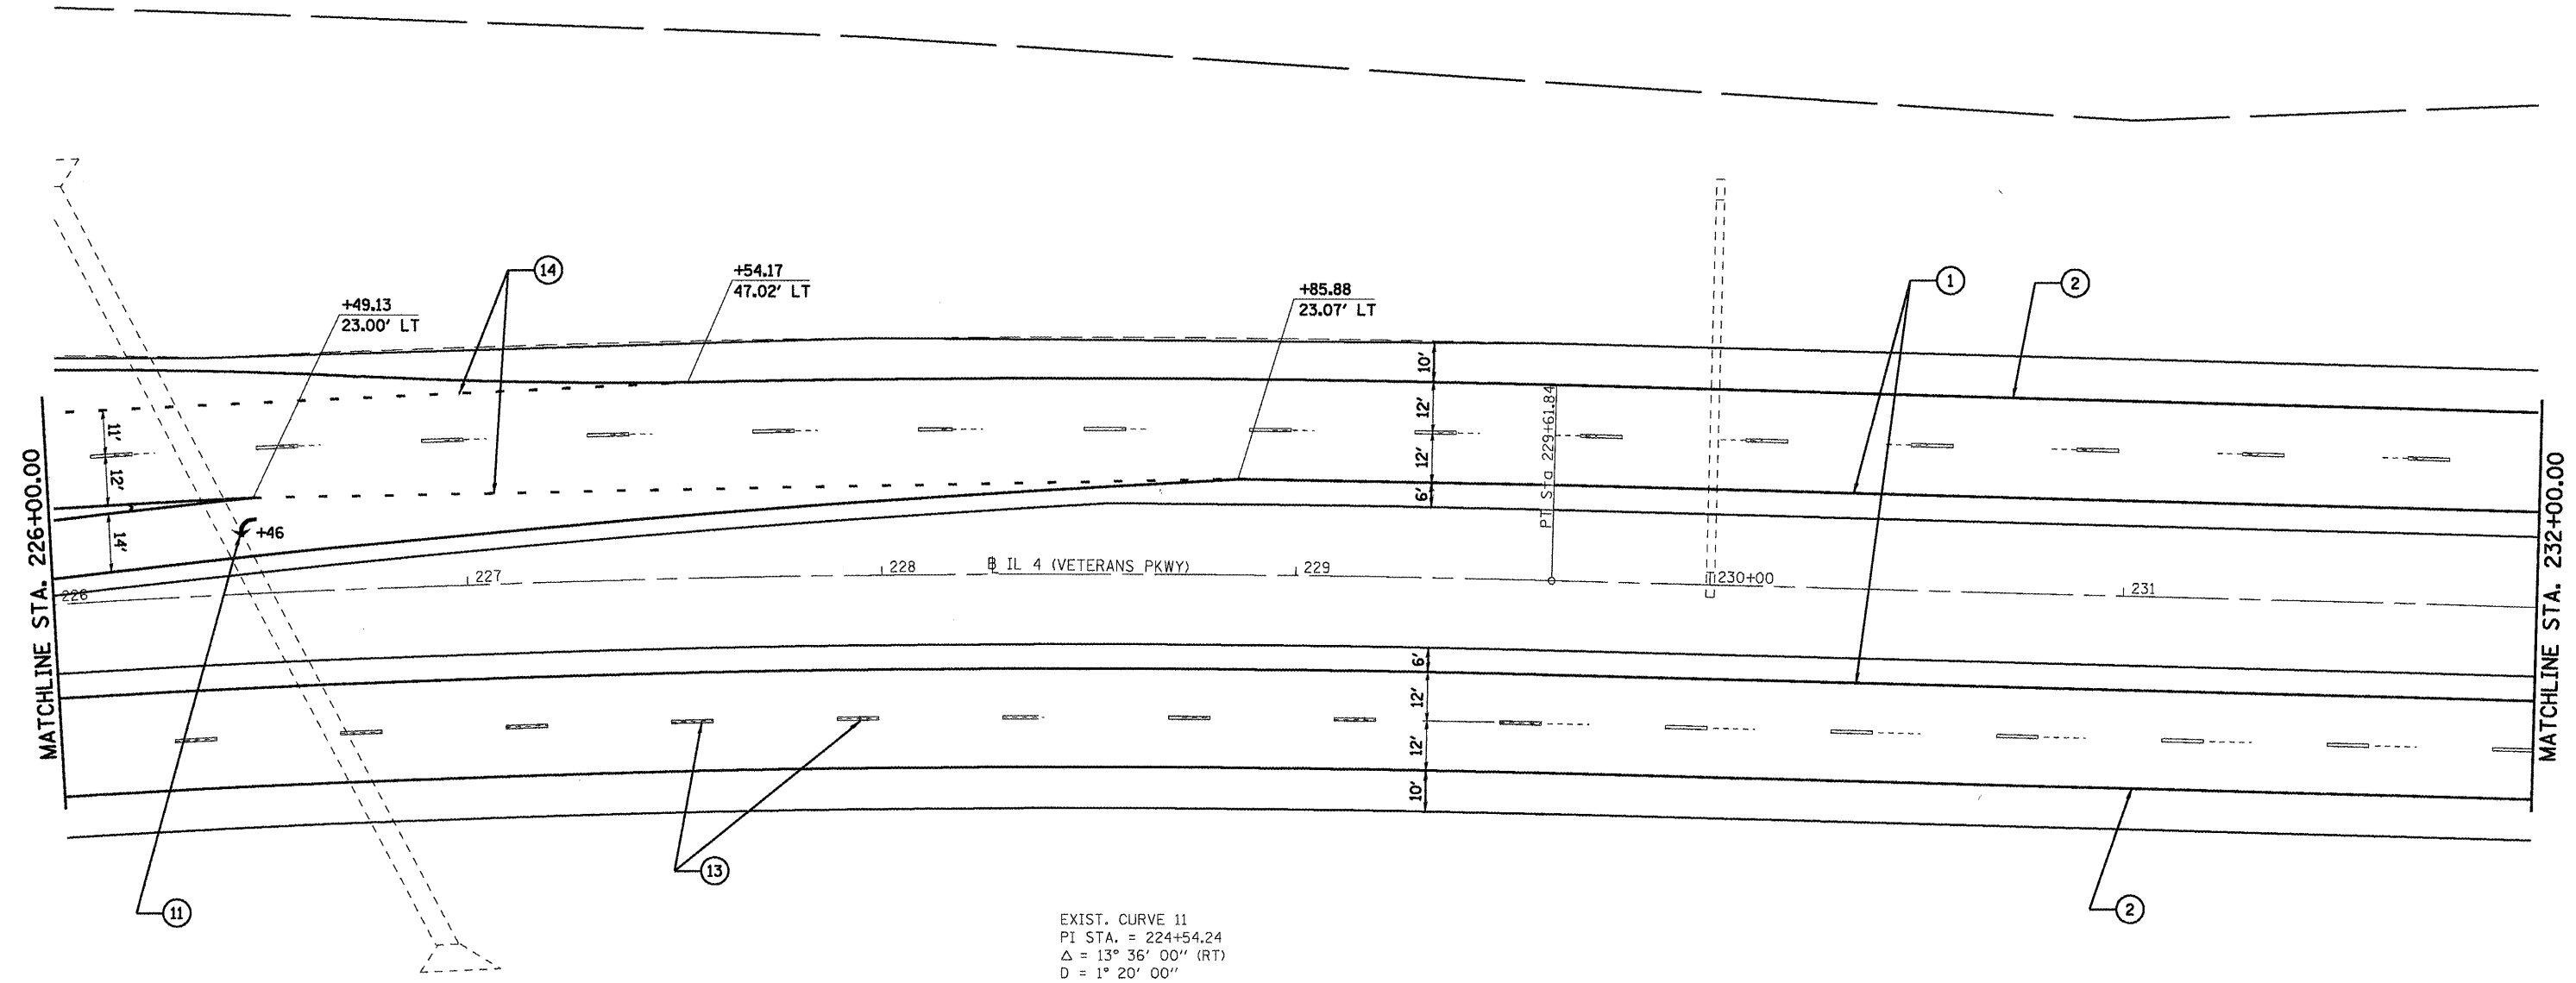 14
+54.17
47.02' LT
+49.13
23.00' LT
+85.88
23.07' LT
1
2
10'
12'
12'
6'
11'
12'
14'
+46
PT Sta 229+61.84
MATCHLINE STA. 226+00.00
MATCHLINE STA. 232+00.00
226
227
228
B IL 4 (VETERANS PKWY)
229
230+00
231
6'
12'
12'
10'
13
11
2
EXIST. CURVE 11
PI STA. = 224+54.24
Δ = 13° 36' 00" (RT)
D = 1° 20' 00"